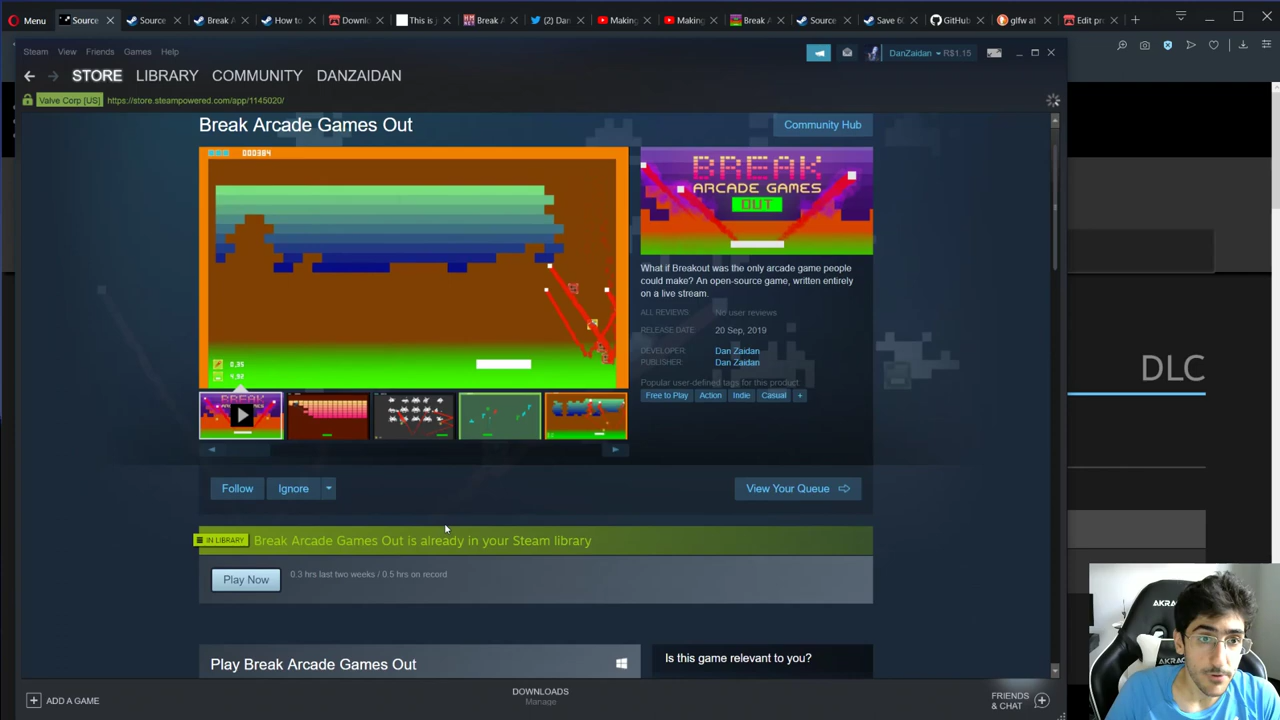 Menu
Source
Source
Break A
How to
Downl
This is j
Break A
(2) Dan
Making
Making
Break A
Source
Save 60
GitHub
glfw at
Edit pro
Steam View Friends Games Help
DanZaidan R$1.15
STORE LIBRARY COMMUNITY DANZAIDAN
Valve Corp [US] https://store.steampowered.com/app/1145020/
Break Arcade Games Out
Community Hub
000384
BREAK
ARCADE GAMES
OUT
What if Breakout was the only arcade game people
could make? An open-source game, written entirely
on a live stream.
ALL REVIEWS: No user reviews
RELEASE DATE: 20 Sep, 2019
DEVELOPER: Dan Zaidan
PUBLISHER: Dan Zaidan
Popular user-defined tags for this product:
Free to Play Action Indie Casual +
DLC
Follow Ignore View Your Queue
IN LIBRARY Break Arcade Games Out is already in your Steam library
Play Now 0.3 hrs last two weeks / 0.5 hrs on record
Play Break Arcade Games Out
Is this game relevant to you?
ADD A GAME
DOWNLOADS
Manage
FRIENDS
& CHAT
AKRAC